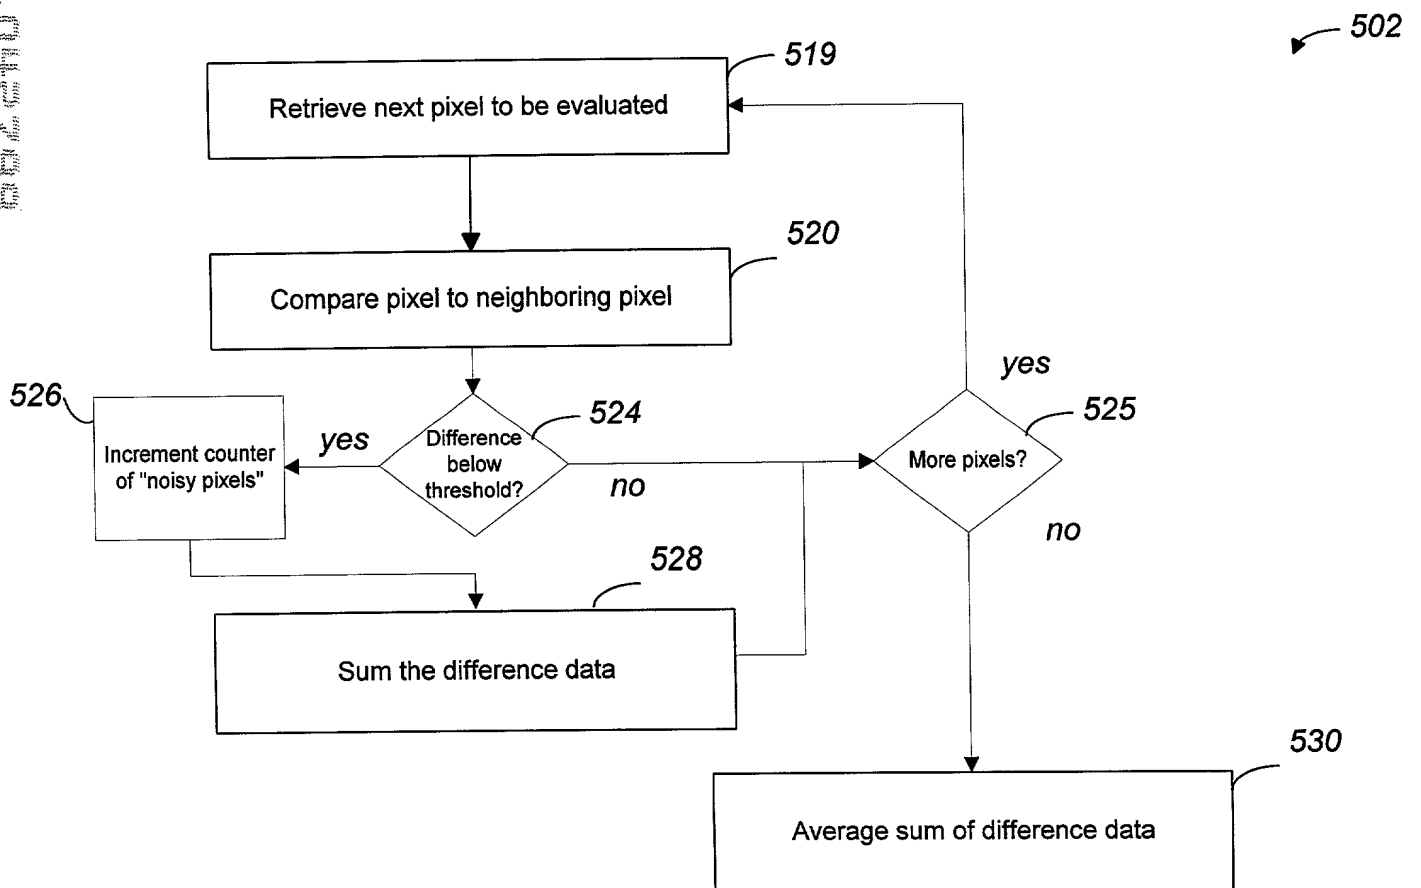 502
519
Retrieve next pixel to be evaluated
520
Compare pixel to neighboring pixel
yes
526
524
525
yes
Difference
below
threshold?
Increment counter
of "noisy pixels"
More pixels?
no
no
528
Sum the difference data
530
Average sum of difference data